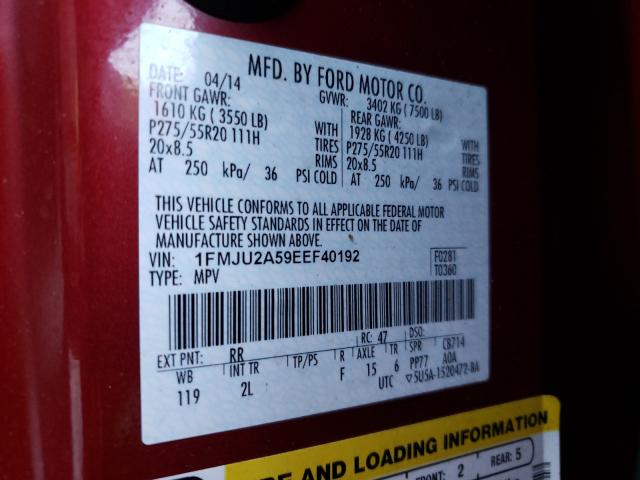 MFD. BY FORD MOTOR CO.
DATE: 04/14 GVWR: 3402 KG ( 7500 LB)
FRONT GAWR: REAR GAWR:
1610 KG ( 3550 LB) WITH 1928 KG ( 4250 LB) WITH
P275/55R20 111H TIRES P275/55R20 111H TIRES
20x8.5 RIMS 20x8.5 RIMS
AT 250 kPa/ 36 PSI COLD AT 250 kPa/ 36 PSI COLD
THIS VEHICLE CONFORMS TO ALL APPLICABLE FEDERAL MOTOR
VEHICLE SAFETY STANDARDS IN EFFECT ON THE DATE OF
MANUFACTURE SHOWN ABOVE.
VIN: 1FMJU2A59EEF40192 F0281
TYPE: MPV T0360
EXT PNT: RR RC: 47 DSO:
WB INT TR TP/PS R AXLE TR SPR C8714
119 2L F 15 6 PP77 AOA
UTC ▽5U5A-1520472-BA
RE AND LOADING INFORMATION
FRONT: 2 REAR: 5